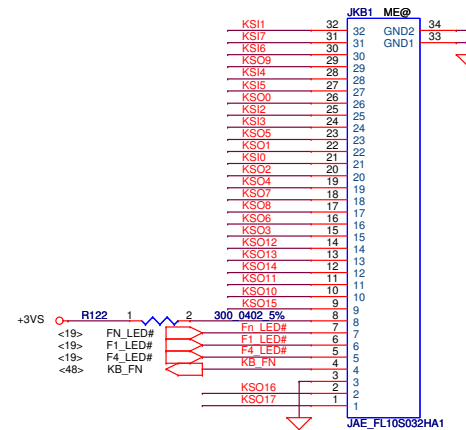 JKB1 ME@
KSI1 32 32 GND2 34
KSI7 31 31 GND1 33
KSI6 30 30
KSO9 29 29
KSI4 28 28
KSI5 27 27
KSO0 26 26
KSI2 25 25
KSI3 24 24
KSO5 23 23
KSO1 22 22
KSI0 21 21
KSO2 20 20
KSO4 19 19
KSO7 18 18
KSO8 17 17
KSO6 16 16
KSO3 15 15
KSO12 14 14
KSO13 13 13
KSO14 12 12
KSO11 11 11
KSO10 10 10
KSO15 9 9
+3VS R122 1 2 300_0402_5% 8 8
<19> FN_LED# Fn_LED# 7 7
<19> F1_LED# F1_LED# 6 6
<19> F4_LED# F4_LED# 5 5
<48> KB_FN KB_FN 4 4
3 3
KSO16 2 2
KSO17 1 1
JAE_FL10S032HA1